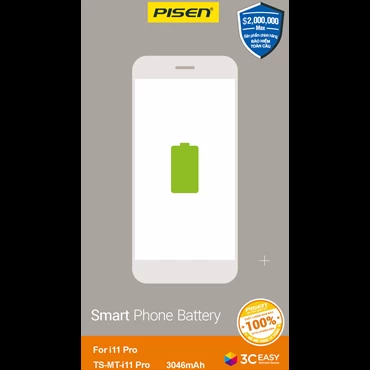 PISEN
$2,000,000
Max
Sản phẩm chính hãng
BẢO HIỂM
TOÀN CẦU
Smart Phone Battery
PISEN
100%
For i11 Pro
TS-MT-i11 Pro 3046mAh
3C EASY